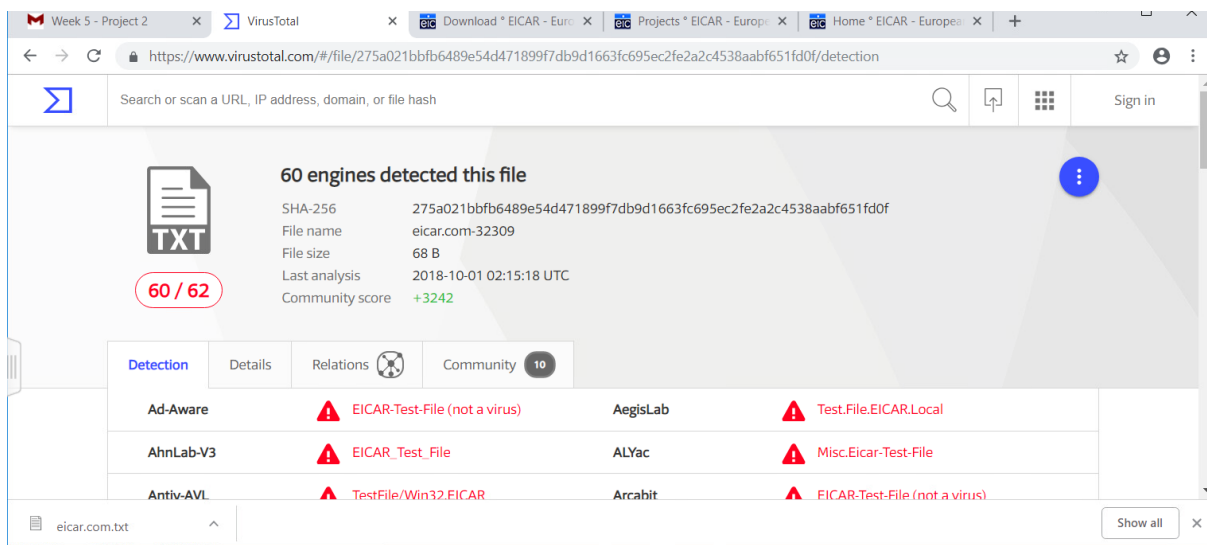 Week 5 - Project 2
VirusTotal
eic Download ° EICAR - Euro
eic Projects ° EICAR - Europe
eic Home ° EICAR - European
https://www.virustotal.com/#/file/275a021bbfb6489e54d471899f7db9d1663fc695ec2fe2a2c4538aabf651fd0f/detection
Search or scan a URL, IP address, domain, or file hash
Sign in
60 engines detected this file
TXT
60 / 62
SHA-256 275a021bbfb6489e54d471899f7db9d1663fc695ec2fe2a2c4538aabf651fd0f
File name eicar.com-32309
File size 68 B
Last analysis 2018-10-01 02:15:18 UTC
Community score +3242
Detection Details Relations Community 10
Ad-Aware EICAR-Test-File (not a virus) AegisLab Test.File.EICAR.Local
AhnLab-V3 EICAR_Test_File ALYac Misc.Eicar-Test-File
Antiy-AVL TestFile/Win32.EICAR Arcabit EICAR-Test-File (not a virus)
eicar.com.txt
Show all